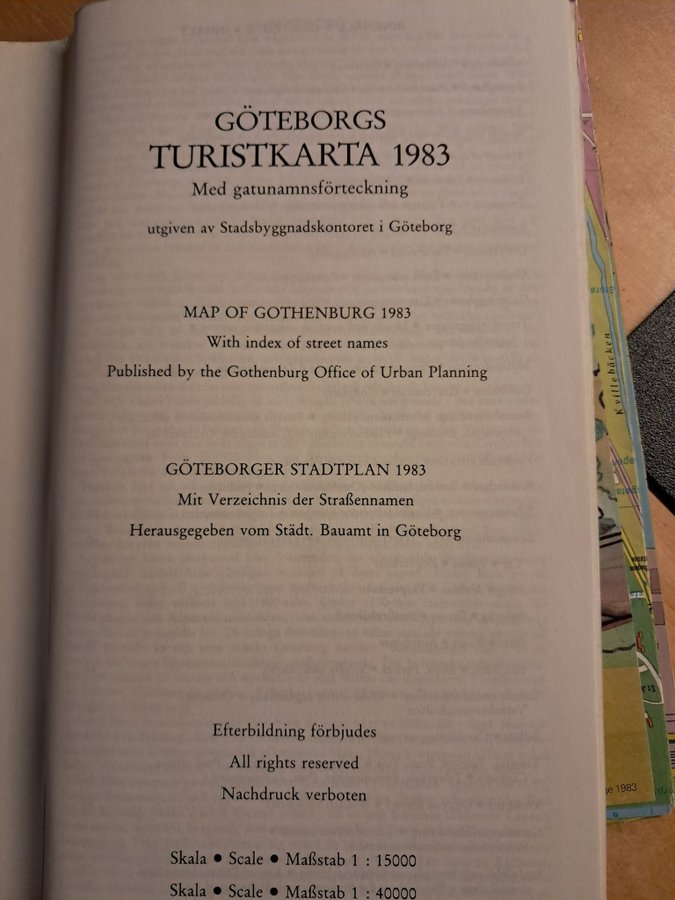 GÖTEBORGS
TURISTKARTA 1983
Med gatunamnsförteckning
utgiven av Stadsbyggnadskontoret i Göteborg
MAP OF GOTHENBURG 1983
With index of street names
Published by the Gothenburg Office of Urban Planning
GÖTEBORGER STADTPLAN 1983
Mit Verzeichnis der Straßennamen
Herausgegeben vom Städt. Bauamt in Göteborg
Efterbildning förbjudes
All rights reserved
Nachdruck verboten
Skala ● Scale ● Maßstab 1 : 15000
Skala ● Scale ● Maßstab 1 : 40000
Kvillebäcken
1983